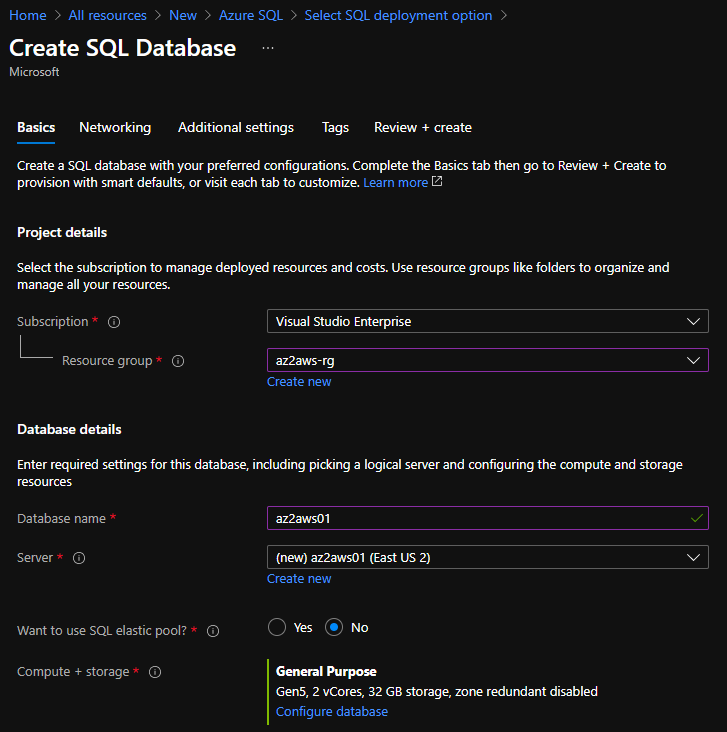 Home > All resources > New > Azure SQL > Select SQL deployment option >
Create SQL Database ...
Microsoft
Basics Networking Additional settings Tags Review + create
Create a SQL database with your preferred configurations. Complete the Basics tab then go to Review + Create to
provision with smart defaults, or visit each tab to customize. Learn more
Project details
Select the subscription to manage deployed resources and costs. Use resource groups like folders to organize and
manage all your resources.
Subscription * Visual Studio Enterprise
Resource group * az2aws-rg
Create new
Database details
Enter required settings for this database, including picking a logical server and configuring the compute and storage
resources
Database name * az2aws01
Server * (new) az2aws01 (East US 2)
Create new
Want to use SQL elastic pool? * Yes No
Compute + storage * General Purpose
Gen5, 2 vCores, 32 GB storage, zone redundant disabled
Configure database